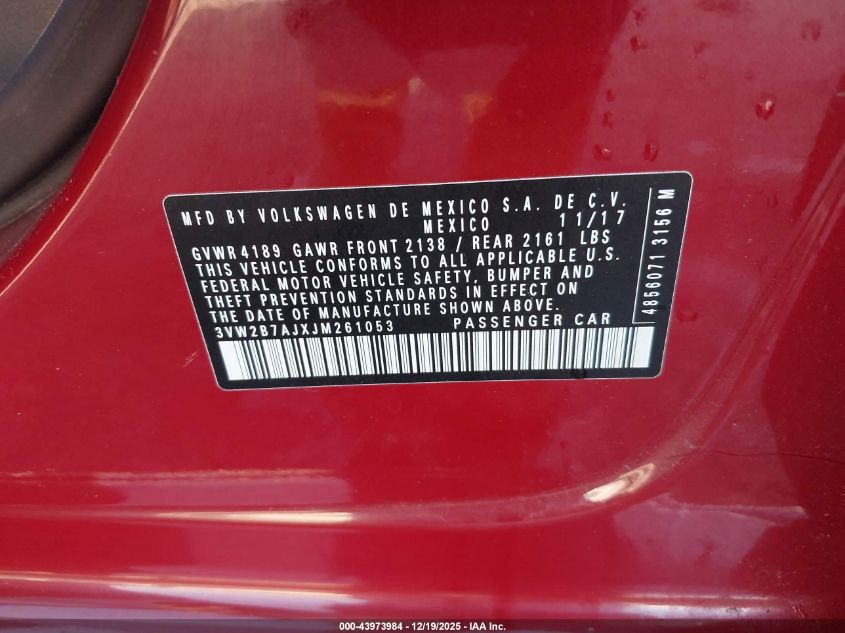 MFD BY VOLKSWAGEN DE MEXICO S.A. DE C.V.
MEXICO 11/17
GVWR 4189 GAWR FRONT 2138 / REAR 2161 LBS
THIS VEHICLE CONFORMS TO ALL APPLICABLE U.S.
FEDERAL MOTOR VEHICLE SAFETY, BUMPER AND
THEFT PREVENTION STANDARDS IN EFFECT ON
THE DATE OF MANUFACTURE SHOWN ABOVE.
3VW2B7AJXJM261053 PASSENGER CAR
4856071 3156 M
000-43973984 - 12/19/2025 - IAA Inc.